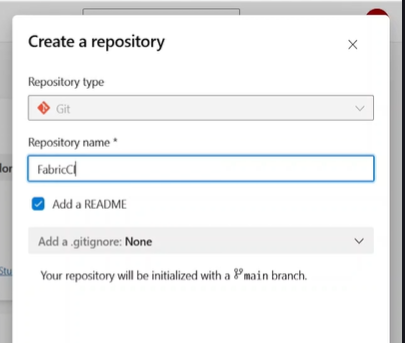 Create a repository
Repository type
Git
Repository name *
FabricCI
Add a README
Add a .gitignore: None
Your repository will be initialized with a main branch.